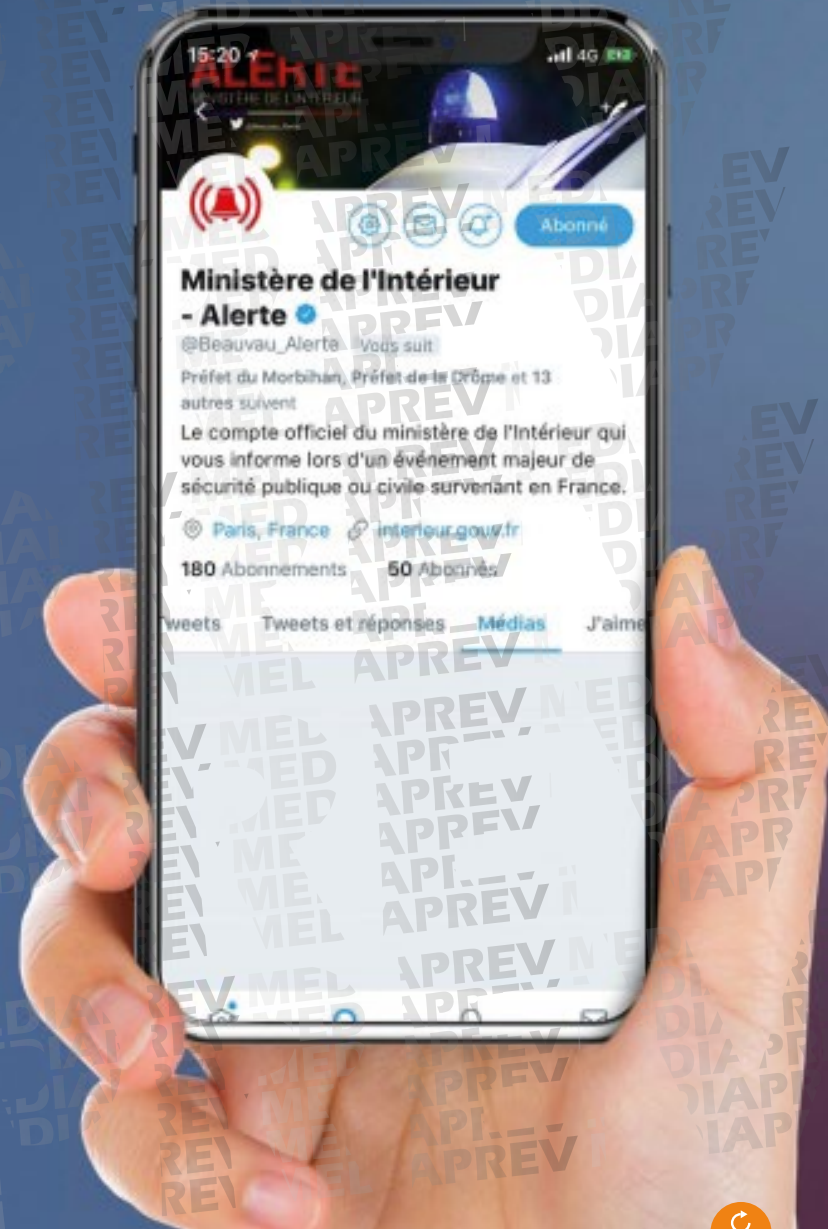 15:20
4G
ALERTE
MINISTÈRE DE L'INTÉRIEUR
Abonné
Ministère de l'Intérieur
- Alerte
@Beauvau_Alerte Vous suit
Préfet du Morbihan, Préfet de la Drôme et 13
autres suivent
Le compte officiel du ministère de l'Intérieur qui
vous informe lors d'un événement majeur de
sécurité publique ou civile survenant en France.
Paris, France interieur.gouv.fr
180 Abonnements 50 Abonnés
Tweets Tweets et réponses Médias J'aime